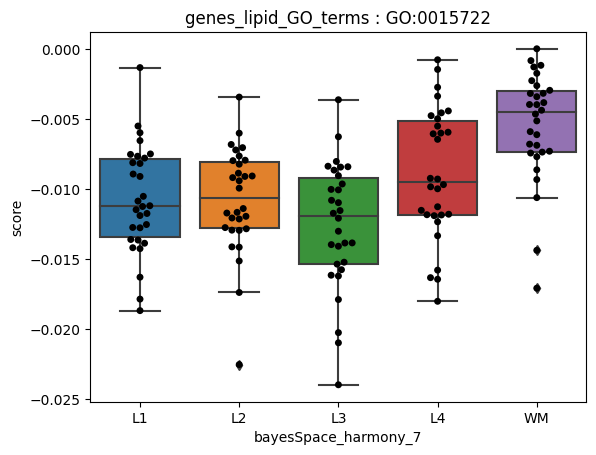 genes_lipid_GO_terms : GO:0015722
0.000
−0.005
−0.010
−0.015
−0.020
−0.025
score
L1 L2 L3 L4 WM
bayesSpace_harmony_7